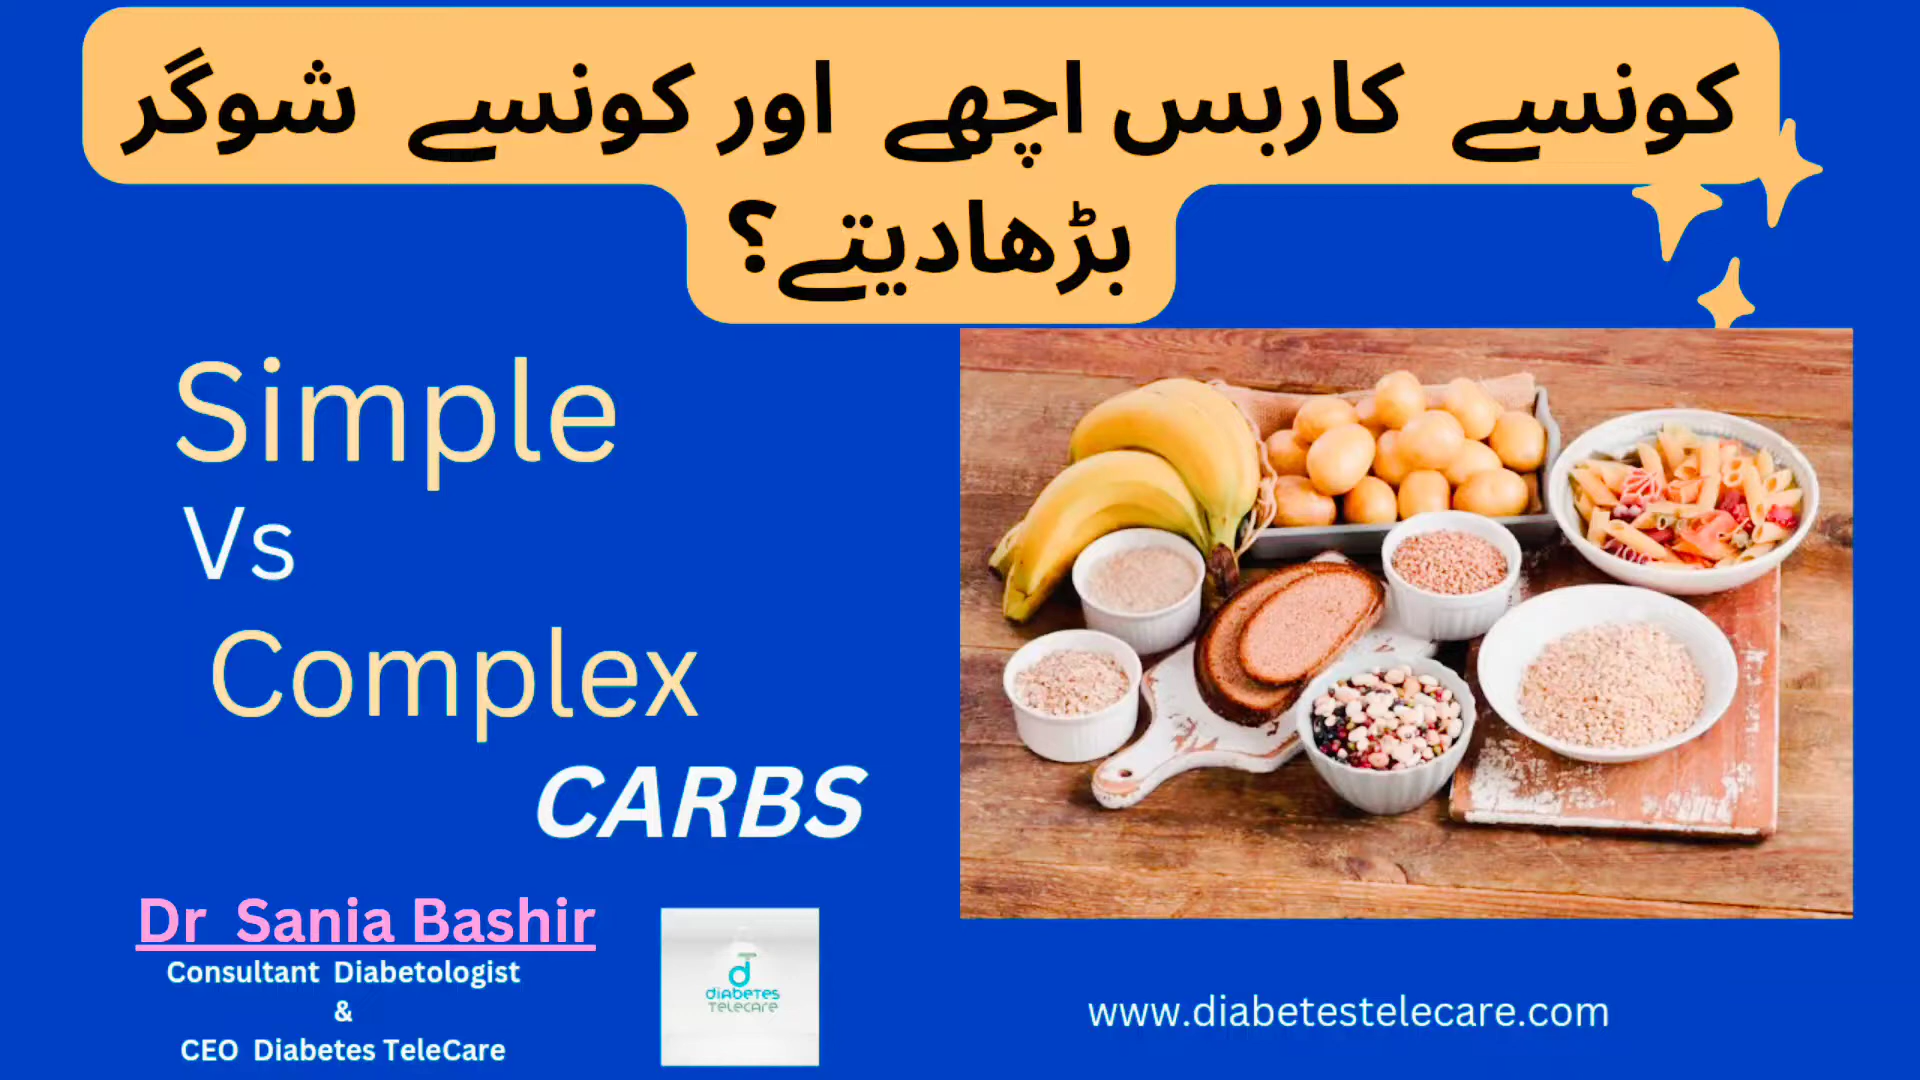 کونسے کاربس اچھے اور کونسے شوگر
بڑھادیتے؟
Simple
Vs
Complex
CARBS
Dr Sania Bashir
Consultant Diabetologist
&
CEO Diabetes TeleCare
diabetes
Telecare
www.diabetestelecare.com